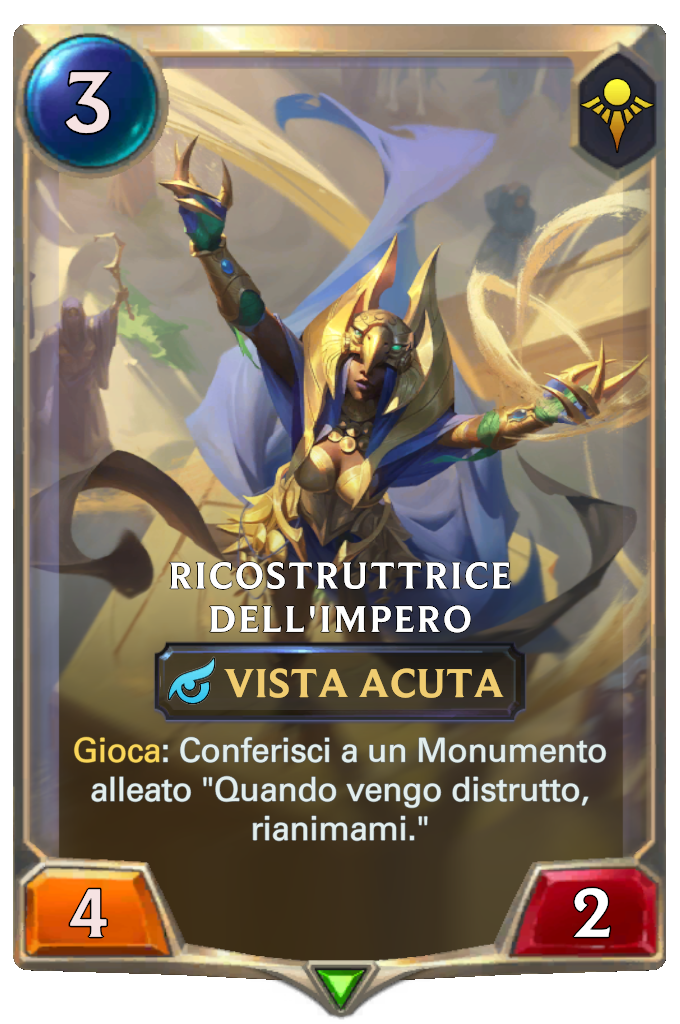 3
RICOSTRUTTRICE
DELL'IMPERO
VISTA ACUTA
Gioca: Conferisci a un Monumento
alleato "Quando vengo distrutto,
rianimami."
4
2